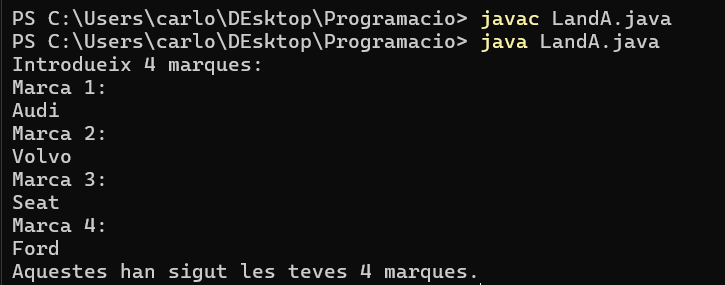 PS C:\Users\carlo\DEsktop\Programacio> javac LandA.java
PS C:\Users\carlo\DEsktop\Programacio> java LandA.java
Introdueix 4 marques:
Marca 1:
Audi
Marca 2:
Volvo
Marca 3:
Seat
Marca 4:
Ford
Aquestes han sigut les teves 4 marques.